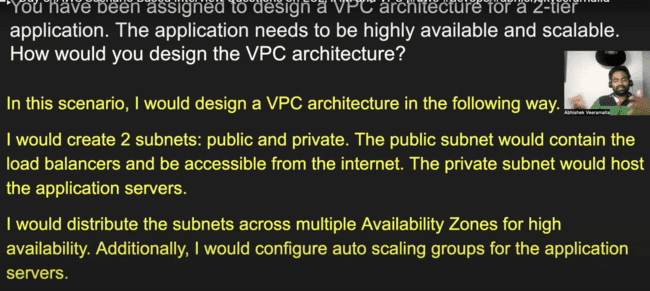 You have been assigned to design a VPC architecture for a 2-tier
application. The application needs to be highly available and scalable.
How would you design the VPC architecture?
In this scenario, I would design a VPC architecture in the following way.
Abhishek Veeramalla
I would create 2 subnets: public and private. The public subnet would contain the
load balancers and be accessible from the internet. The private subnet would host
the application servers.
I would distribute the subnets across multiple Availability Zones for high
availability. Additionally, I would configure auto scaling groups for the application
servers.